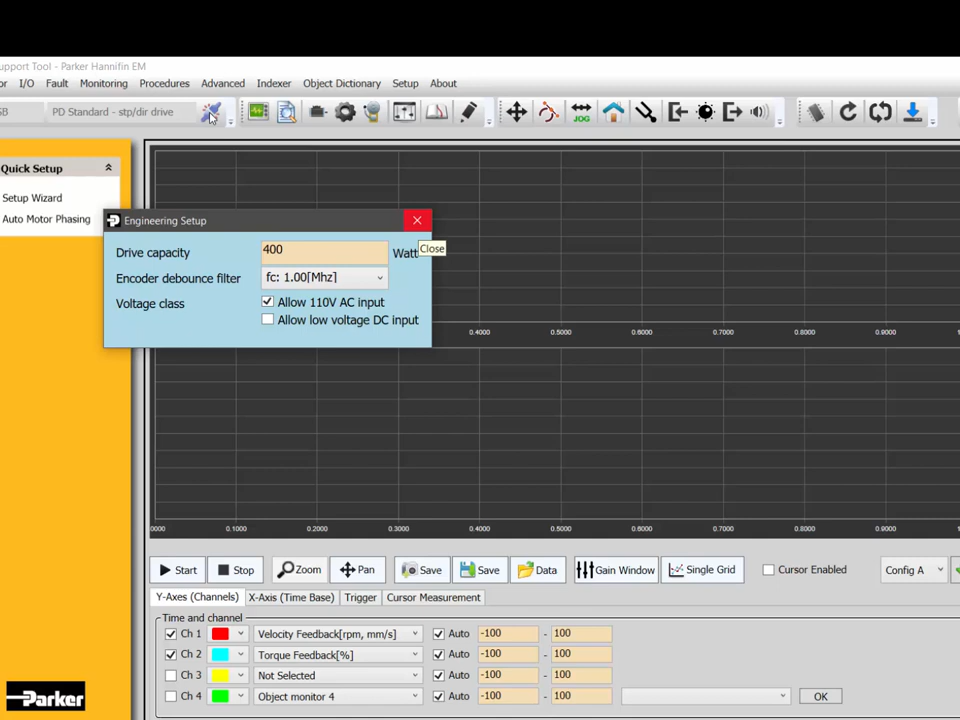 upport Tool - Parker Hannifin EM
or I/O Fault Monitoring Procedures Advanced Indexer Object Dictionary Setup About
SB PD Standard - stp/dir drive
JOG
Quick Setup
Setup Wizard
Auto Motor Phasing
Engineering Setup
Close
Drive capacity 400 Watt
Encoder debounce filter fc: 1.00[Mhz]
Voltage class Allow 110V AC input
Allow low voltage DC input
0.4000 0.5000 0.6000 0.7000 0.8000 0.9000
0000 0.1000 0.2000 0.3000 0.4000 0.5000 0.6000 0.7000 0.8000 0.9000
Start Stop Zoom Pan Save Save Data Gain Window Single Grid Cursor Enabled Config A
Y-Axes (Channels) X-Axis (Time Base) Trigger Cursor Measurement
Time and channel
Ch 1 Velocity Feedback[rpm, mm/s] Auto -100 - 100
Ch 2 Torque Feedback[%] Auto -100 - 100
Ch 3 Not Selected Auto -100 - 100
Ch 4 Object monitor 4 Auto -100 - 100 OK
Parker